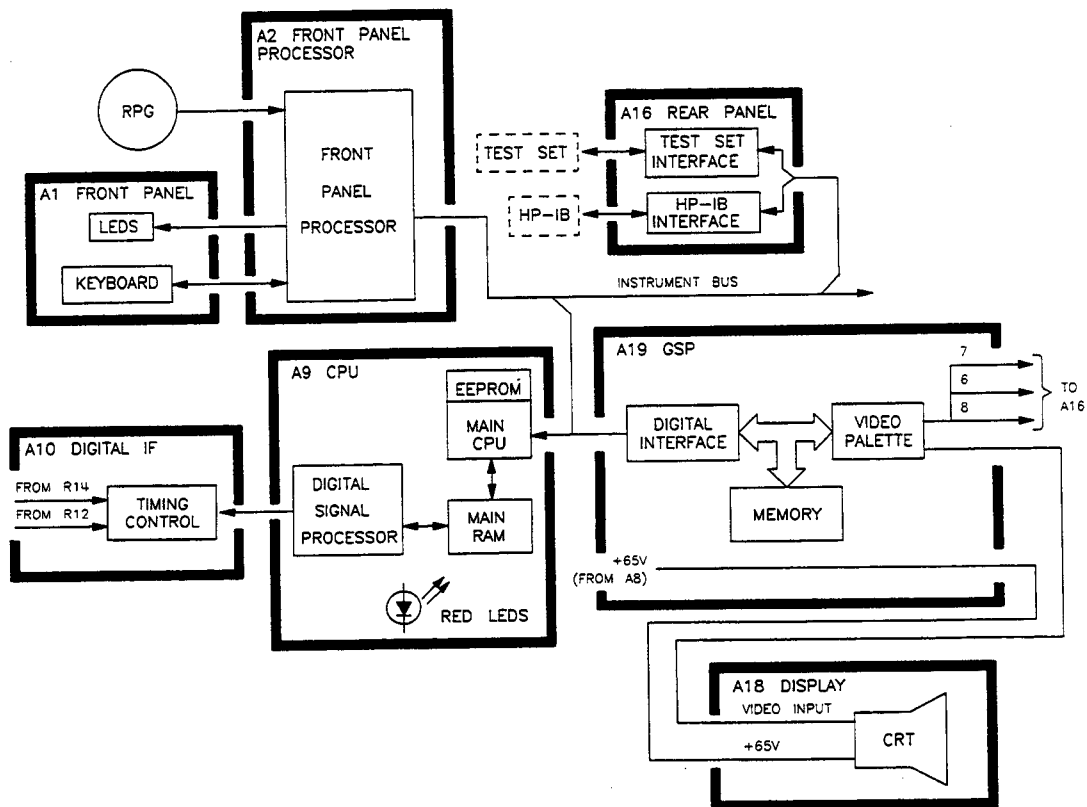 A2 FRONT PANEL
PROCESSOR
RPG
FRONT
PANEL
PROCESSOR
A1 FRONT PANEL
LEDS
KEYBOARD
A16 REAR PANEL
TEST SET
TEST SET
INTERFACE
HP-IB
HP-IB
INTERFACE
INSTRUMENT BUS
A9 CPU
EEPROM
MAIN
CPU
DIGITAL
SIGNAL
PROCESSOR
MAIN
RAM
RED LEDS
A10 DIGITAL IF
FROM R14
FROM R12
TIMING
CONTROL
A19 GSP
DIGITAL
INTERFACE
VIDEO
PALETTE
MEMORY
7
6
8
TO
A16
+65V
(FROM A8)
A18 DISPLAY
VIDEO INPUT
+65V
CRT